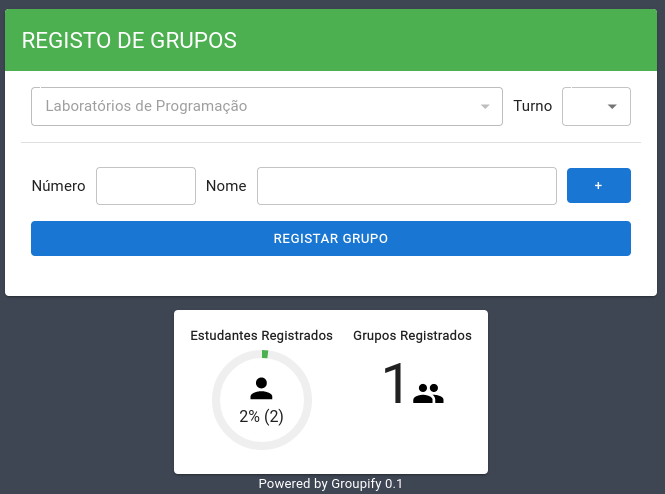 REGISTO DE GRUPOS
Laboratórios de Programação Turno
Número Nome +
REGISTAR GRUPO
Estudantes Registrados Grupos Registrados
1
2% (2)
Powered by Groupify 0.1